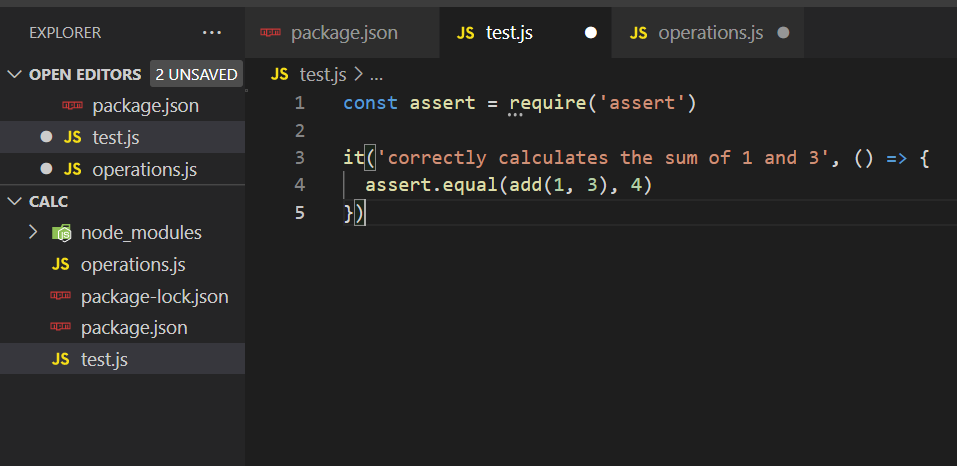 EXPLORER ...
OPEN EDITORS 2 UNSAVED
package.json
JS test.js
JS operations.js
CALC
node_modules
JS operations.js
package-lock.json
package.json
JS test.js
package.json JS test.js JS operations.js
JS test.js > ...
1 const assert = require('assert')
2
3 it('correctly calculates the sum of 1 and 3', () => {
4 assert.equal(add(1, 3), 4)
5 })